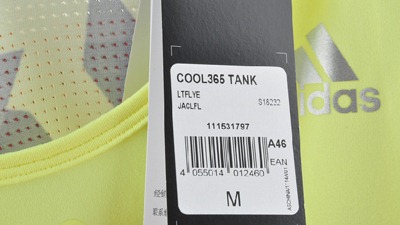 COOL365 TANK
LTFLYE
JACLFL S18232
111531797
A46
EAN
4 055014 012460
M
adidas